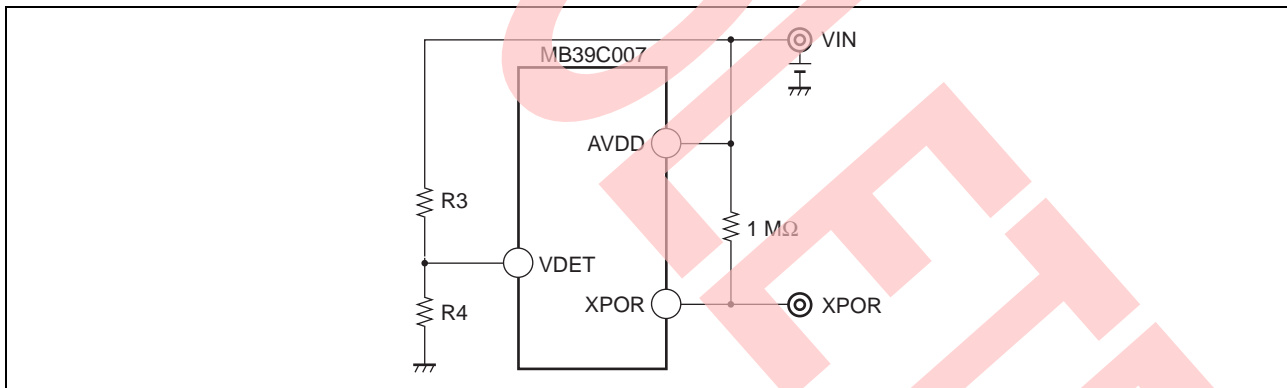 MB39C007
VIN
AVDD
R3
1 MΩ
VDET
R4
XPOR
XPOR